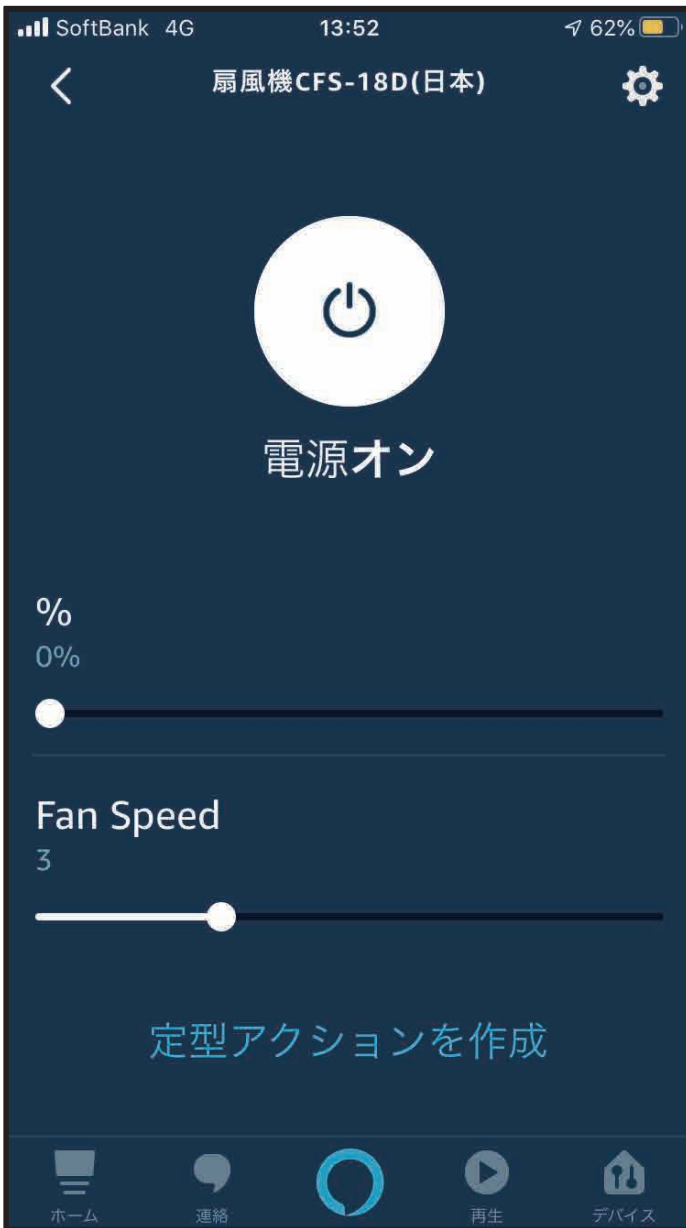 SoftBank 4G 13:52 62%
扇風機CFS-18D(日本)
電源オン
%
0%
Fan Speed
3
定型アクションを作成
ホーム 連絡 再生 デバイス